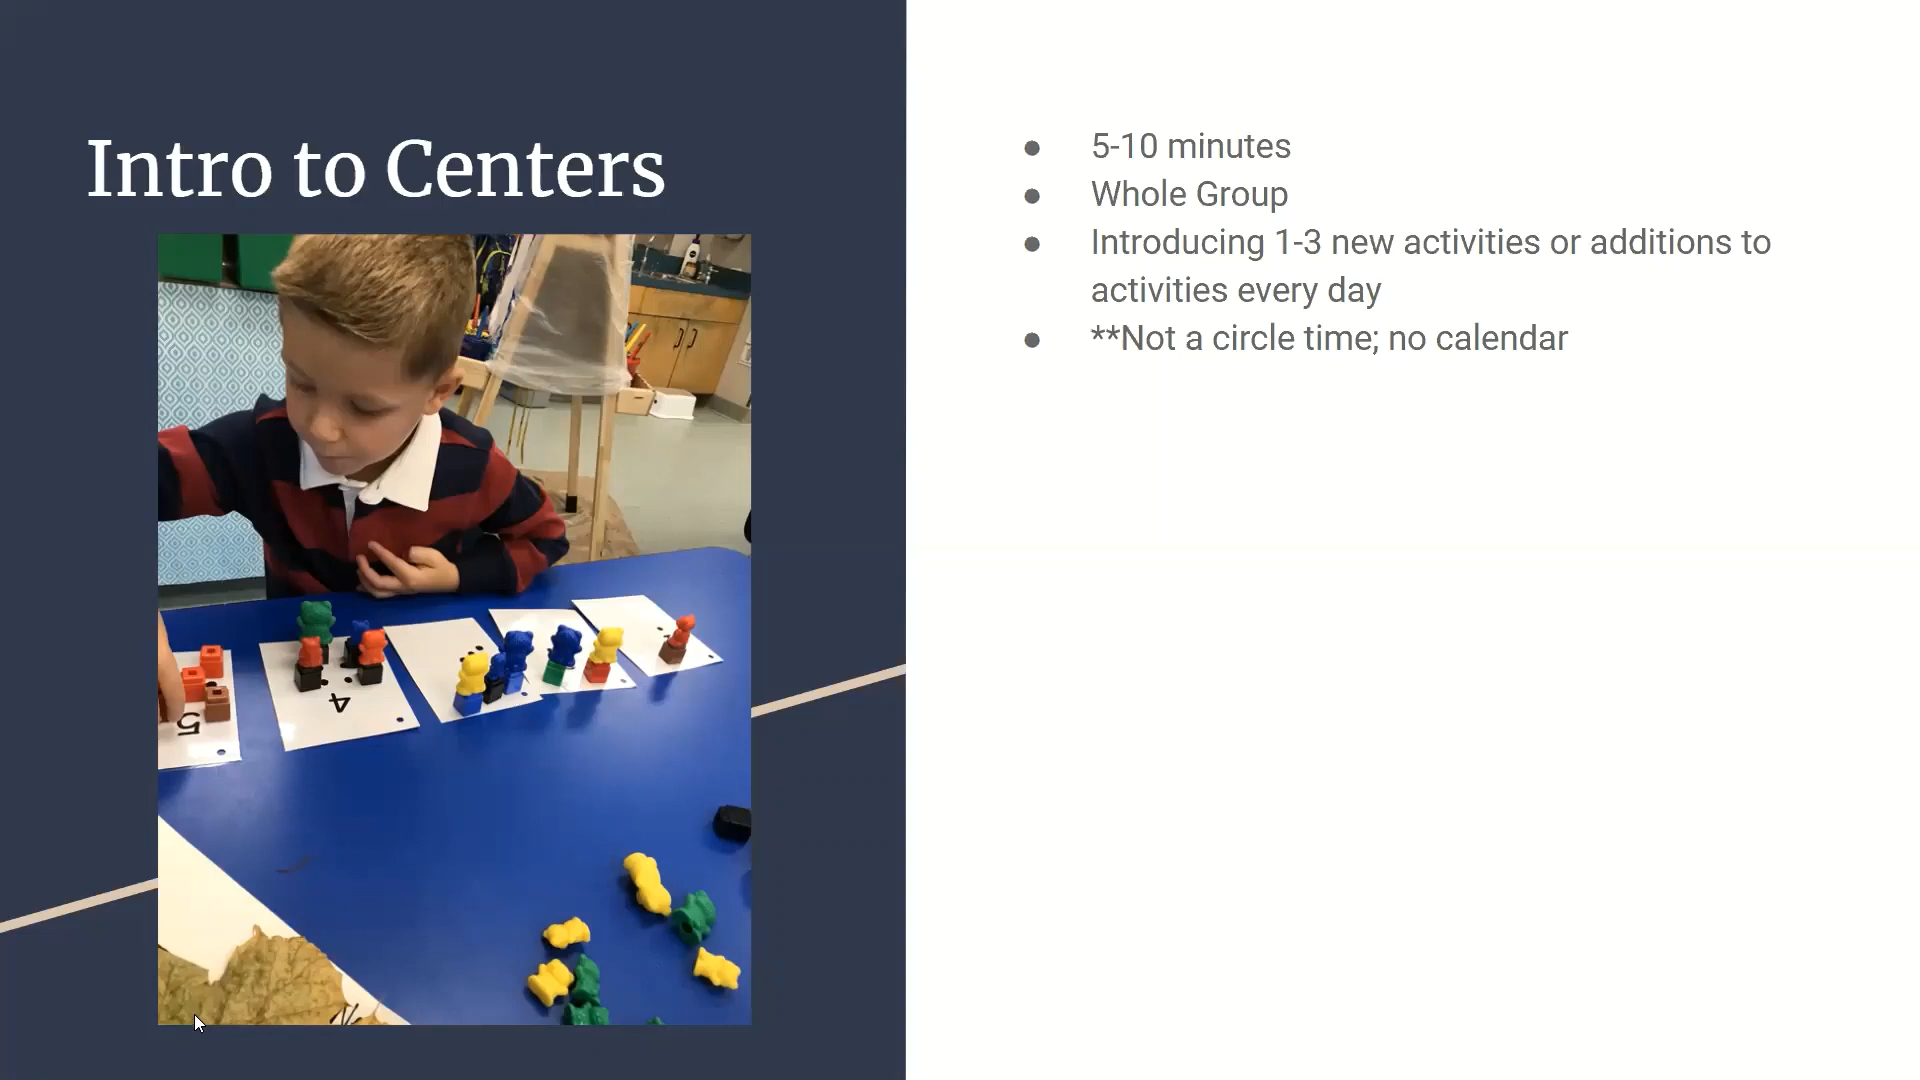 Intro to Centers
5-10 minutes
Whole Group
Introducing 1-3 new activities or additions to
activities every day
**Not a circle time; no calendar
5
4